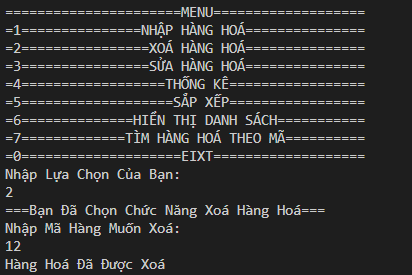 ======================MENU===================
=1===============NHẬP HÀNG HOÁ===============
=2================XOÁ HÀNG HOÁ===============
=3================SỬA HÀNG HOÁ===============
=4==================THỐNG KÊ=================
=5===================SẮP XẾP=================
=6==============HIỂN THỊ DANH SÁCH===========
=7=============TÌM HÀNG HOÁ THEO MÃ==========
=0====================EIXT===================
Nhập Lựa Chọn Của Bạn:
2
===Bạn Đã Chọn Chức Năng Xoá Hàng Hoá===
Nhập Mã Hàng Muốn Xoá:
12
Hàng Hoá Đã Được Xoá